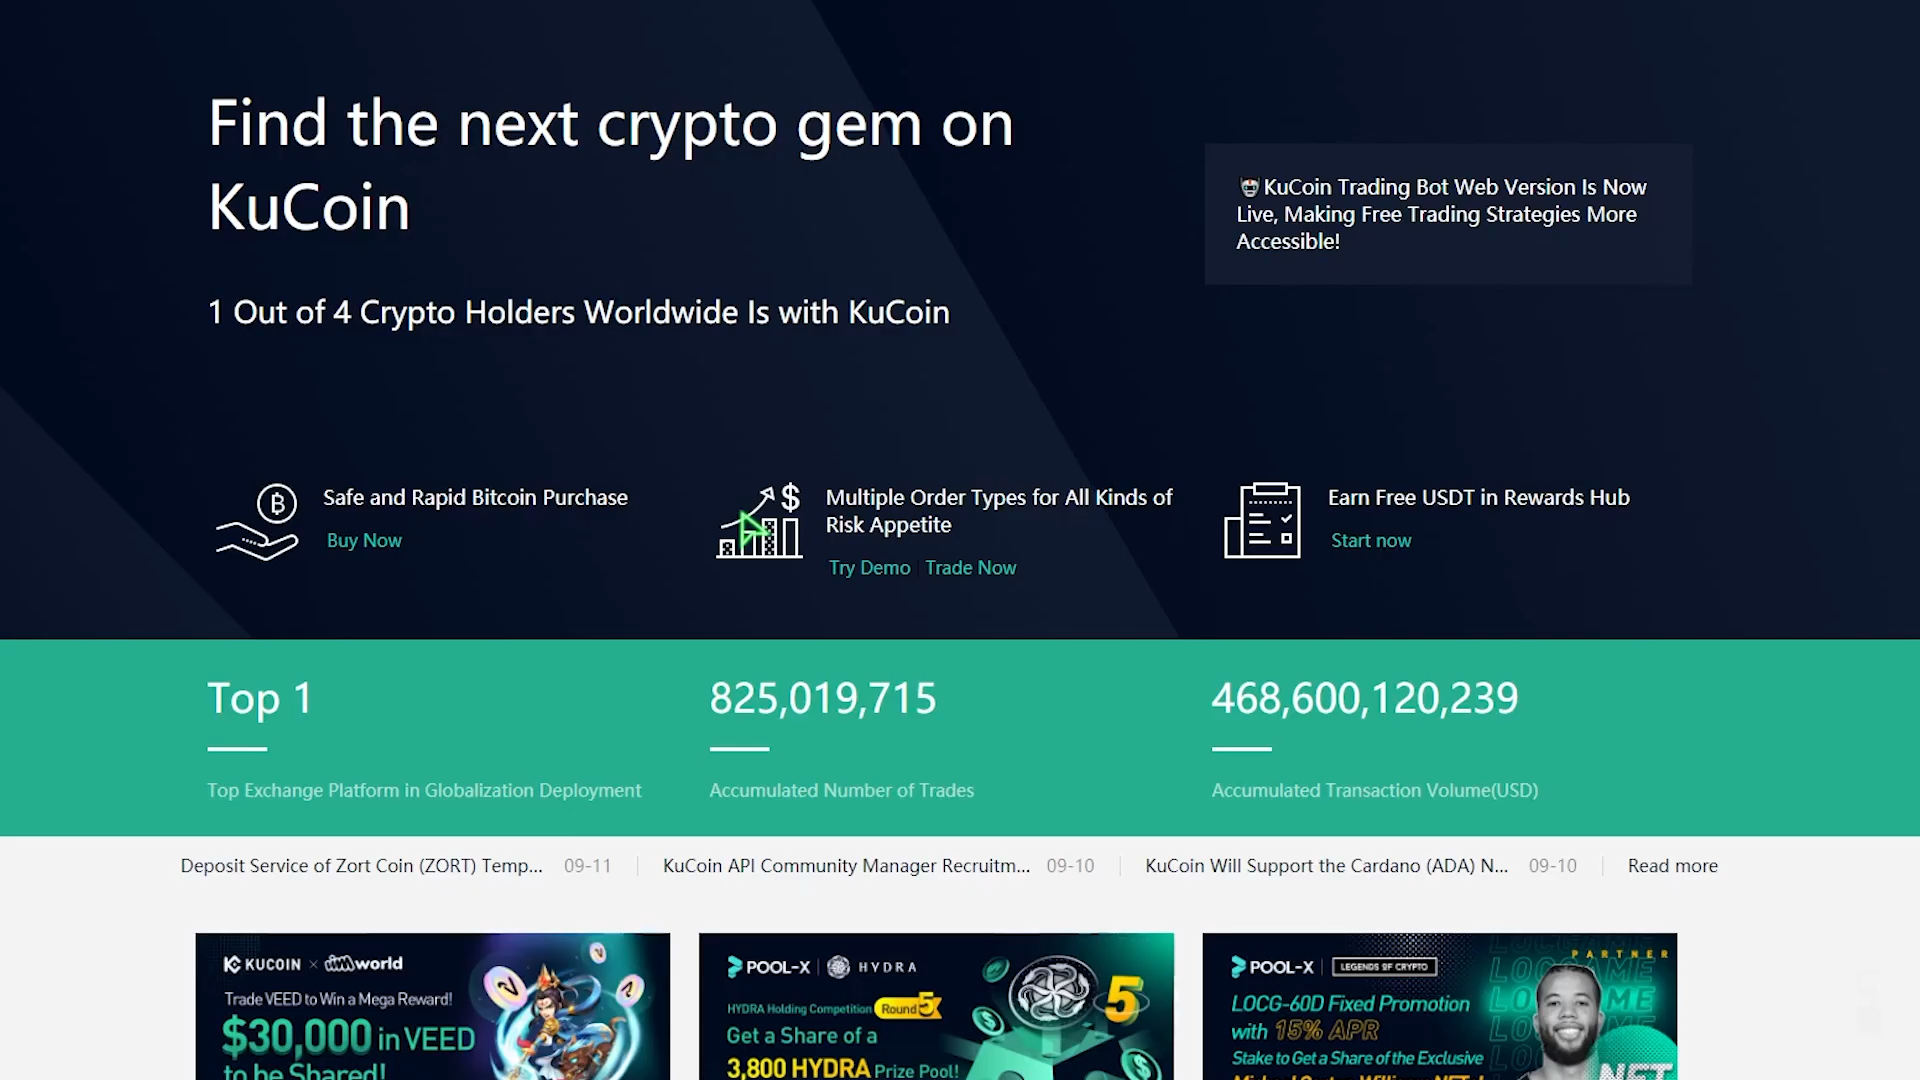 Find the next crypto gem on
KuCoin
1 Out of 4 Crypto Holders Worldwide Is with KuCoin
KuCoin Trading Bot Web Version Is Now
Live, Making Free Trading Strategies More
Accessible!
Safe and Rapid Bitcoin Purchase
Buy Now
Multiple Order Types for All Kinds of
Risk Appetite
Try Demo Trade Now
Earn Free USDT in Rewards Hub
Start now
Top 1
Top Exchange Platform in Globalization Deployment
825,019,715
Accumulated Number of Trades
468,600,120,239
Accumulated Transaction Volume(USD)
Deposit Service of Zort Coin (ZORT) Temp... 09-11
KuCoin API Community Manager Recruitm... 09-10
KuCoin Will Support the Cardano (ADA) N... 09-10
Read more
KUCOIN × world
Trade VEED to Win a Mega Reward!
$30,000 in VEED
to be Shared!
POOL-X | HYDRA
HYDRA Holding Competition Round5
Get a Share of a
3,800 HYDRA Prize Pool!
5
POOL-X | LEGENDS OF CRYPTO
PARTNER
LOCG-60D Fixed Promotion
with 15% APR
Stake to Get a Share of the Exclusive